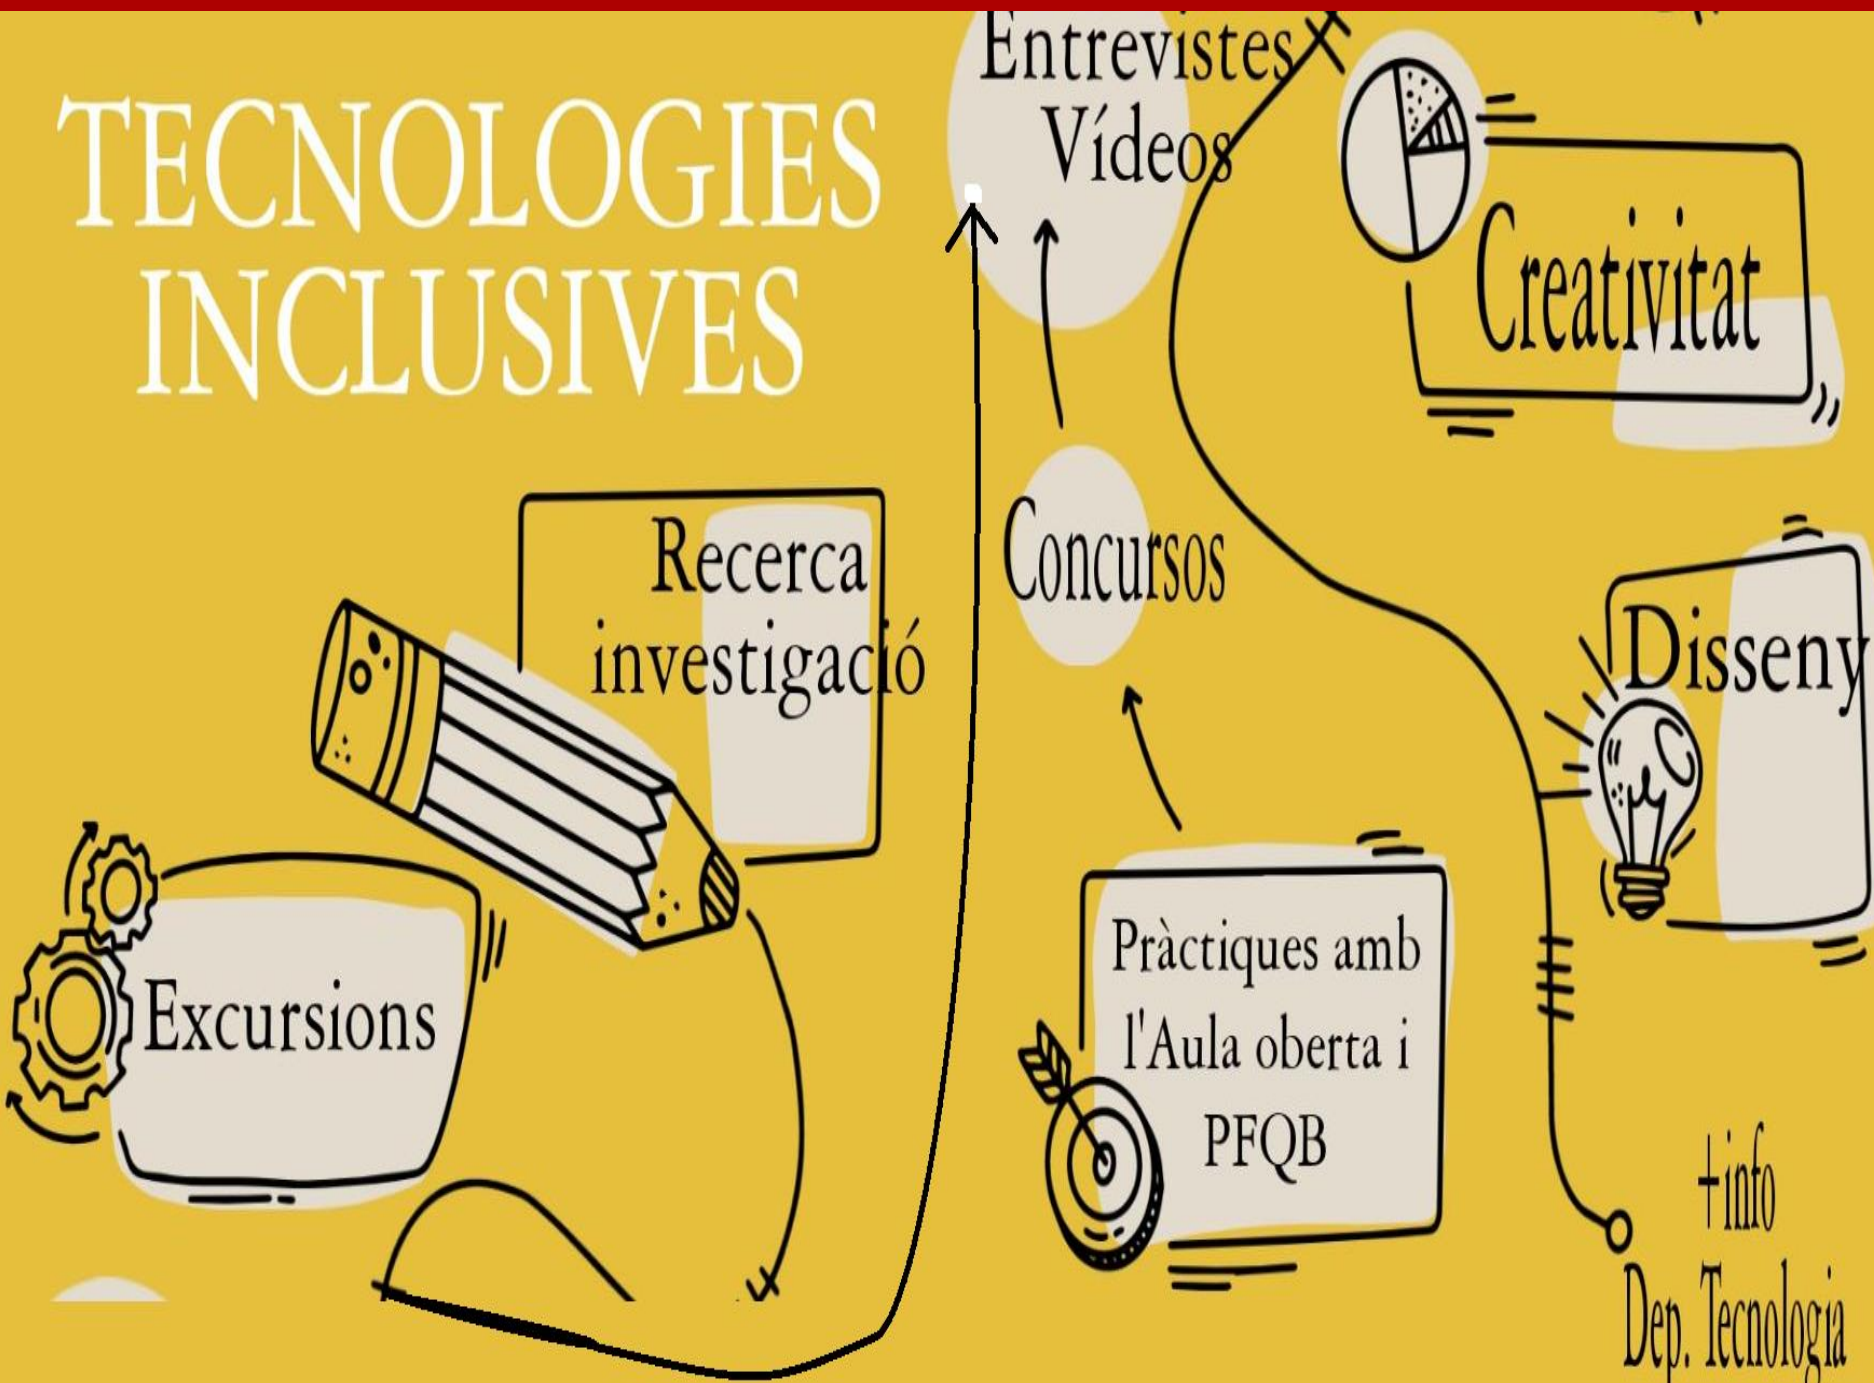 TECNOLOGIES
INCLUSIVES
Recerca
investigació
Excursions
Entrevistes
Vídeos
Concursos
Pràctiques amb
l'Aula oberta i
PFQB
Creativitat
Disseny
+info
Dep. Tecnologia